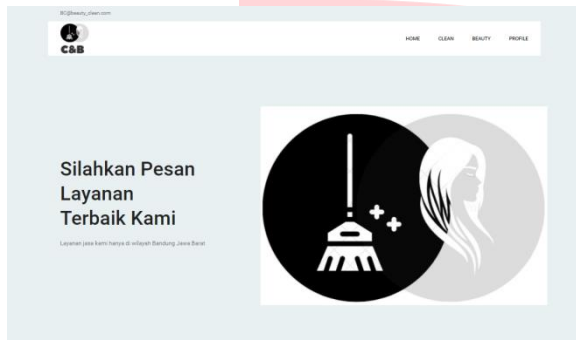 BC@beauty_clean.com
C&B
HOME CLEAN BEAUTY PROFILE
Silahkan Pesan
Layanan
Terbaik Kami
Layanan jasa kami hanya di wilayah Bandung Jawa Barat